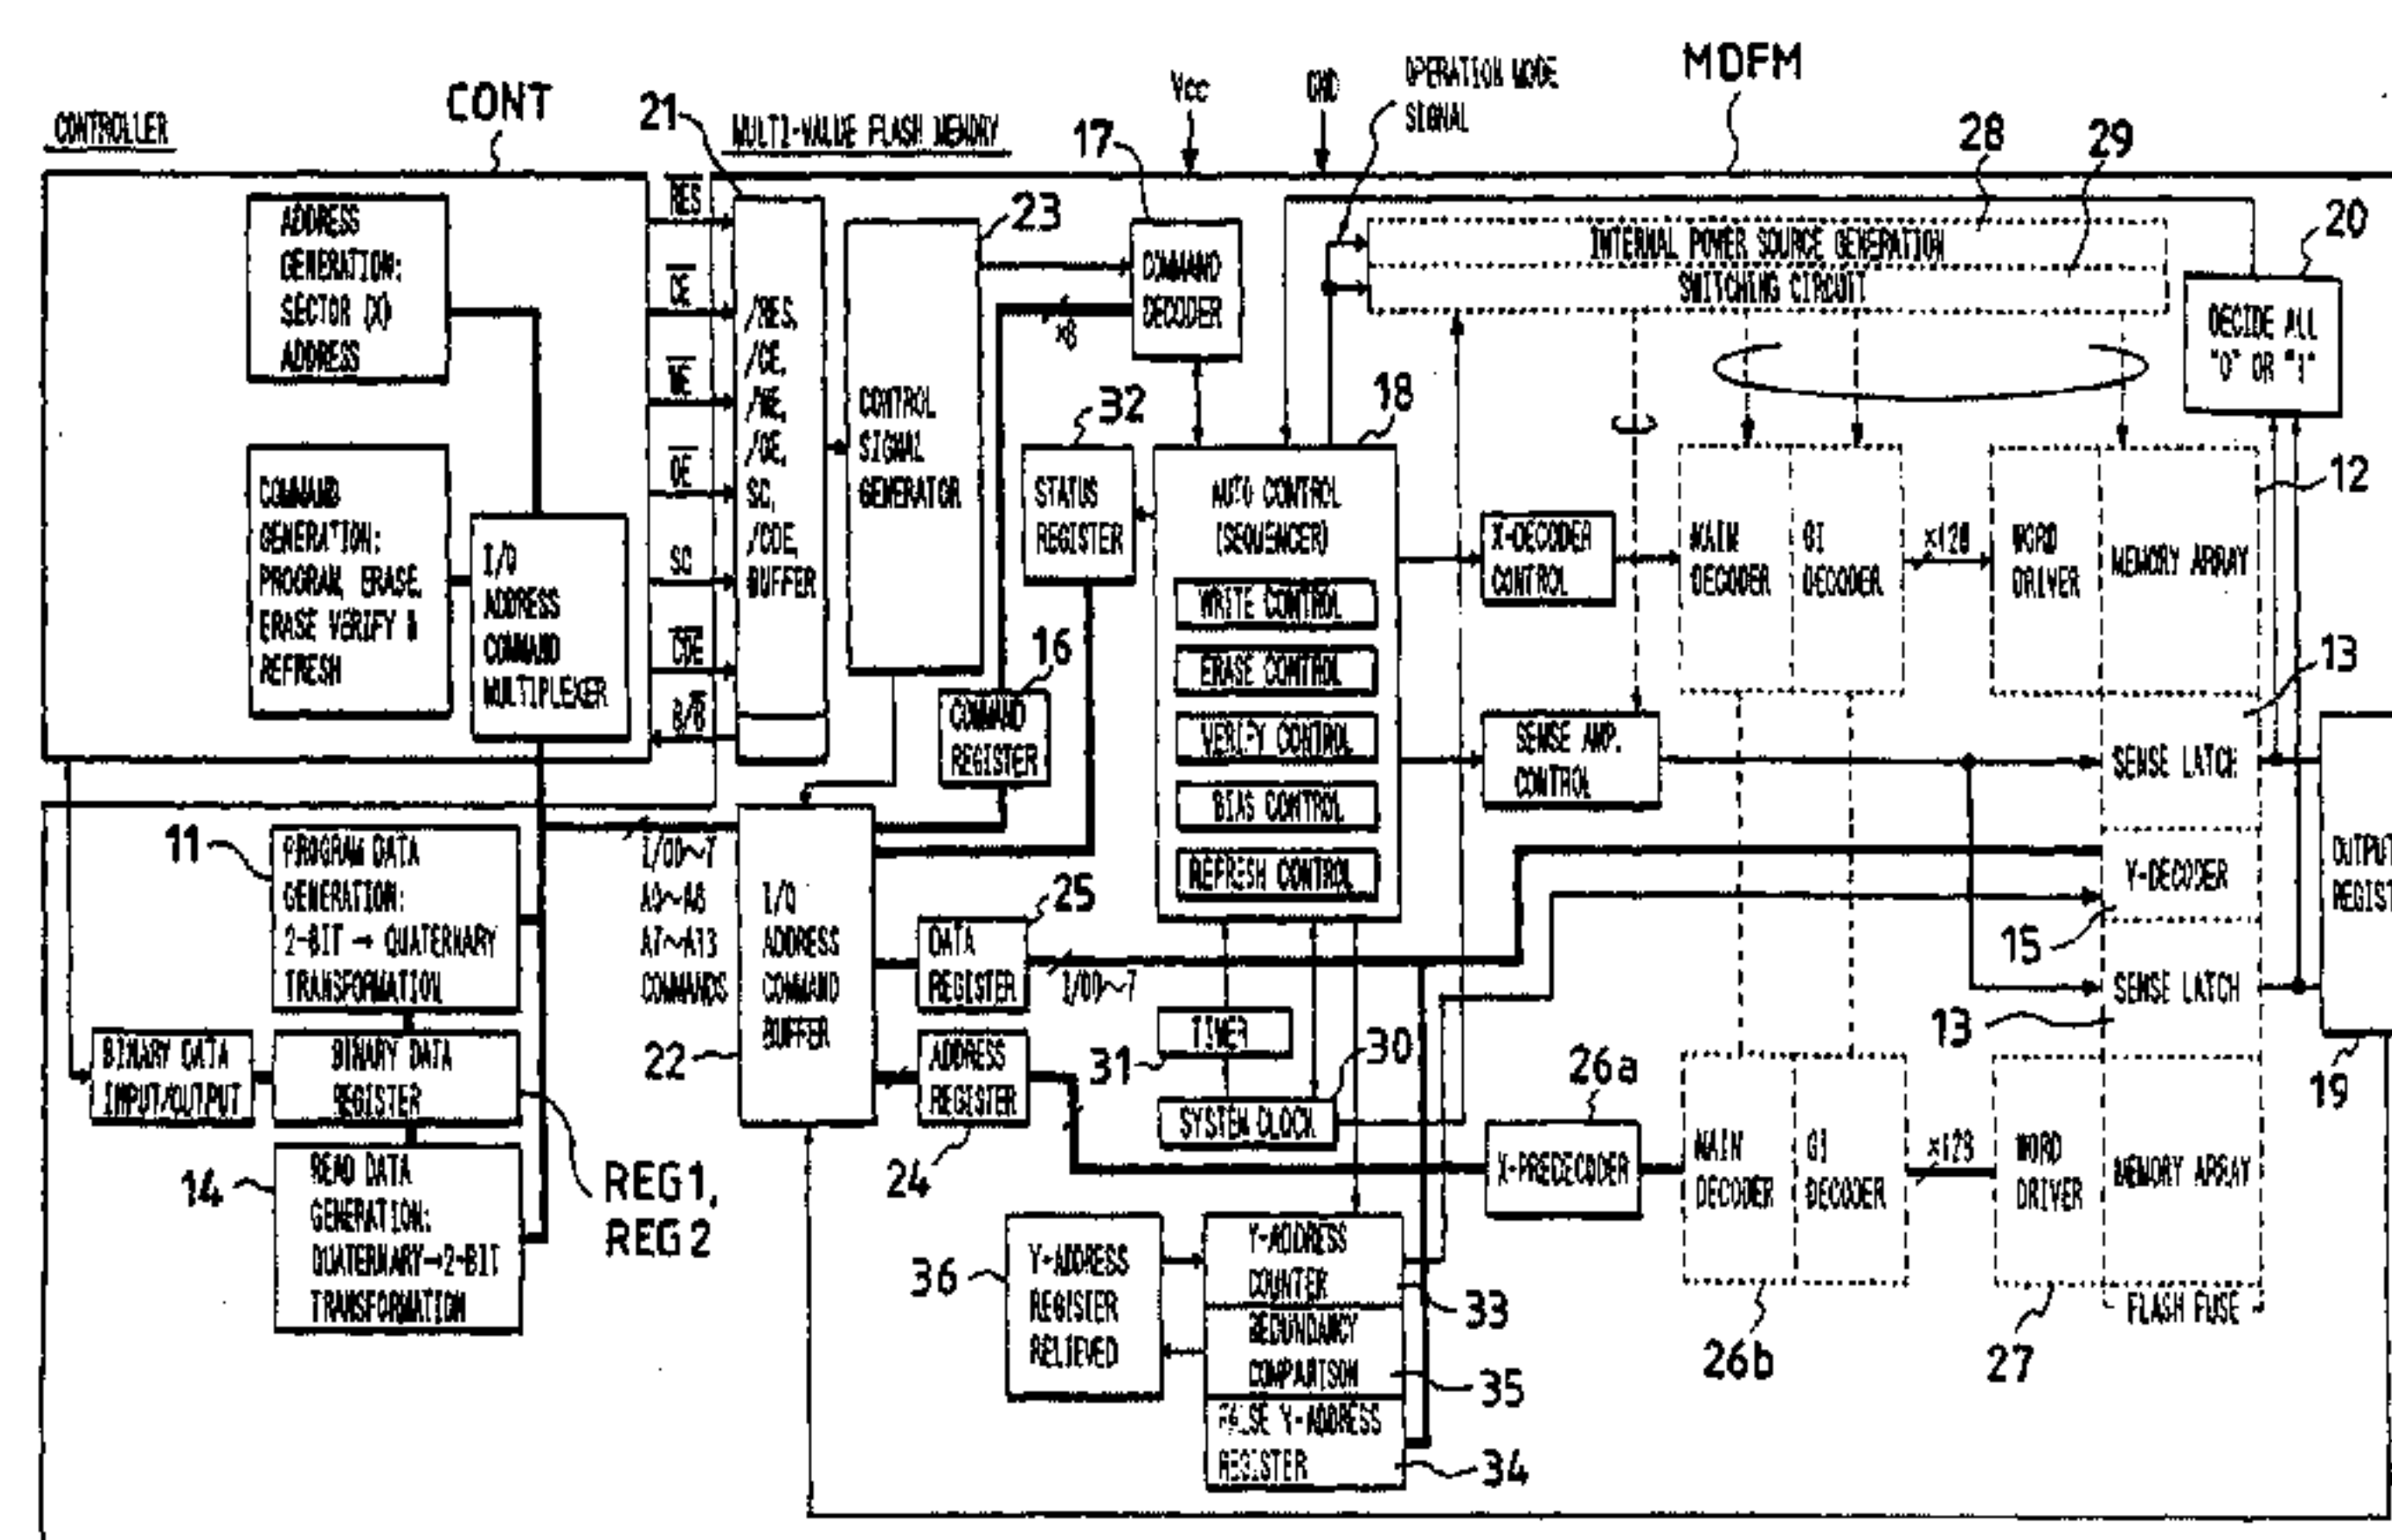 CONTROLLER
CONT
21
MULTI-VALUE FLASH MEMORY
17
Vcc
GND
OPERATION MODE
SIGNAL
MDFM
28
29
20
ADDRESS
GENERATION:
SECTOR (X)
ADDRESS
COMMAND
GENERATION:
PROGRAM, ERASE,
ERASE VERIFY &
REFRESH
I/O
ADDRESS
COMMAND
MULTIPLEXER
RES
CE
WE
OE
SC
CDE
R/B
/RES,
/CE,
/WE,
/OE,
SC,
/CDE,
BUFFER
23
CONTROL
SIGNAL
GENERATOR
COMMAND
DECODER
×8
INTERNAL POWER SOURCE GENERATION
SWITCHING CIRCUIT
DECIDE ALL
"0" OR "1"
32
STATUS
REGISTER
18
AUTO CONTROL
(SEQUENCER)
WRITE CONTROL
ERASE CONTROL
VERIFY CONTROL
BIAS CONTROL
REFRESH CONTROL
16
COMMAND
REGISTER
X-DECODER
CONTROL
SENSE AMP.
CONTROL
MAIN
DECODER
GI
DECODER
×128
WORD
DRIVER
MEMORY ARRAY
12
13
SENSE LATCH
Y-DECODER
15
SENSE LATCH
13
OUTPUT
REGIST
19
11
PROGRAM DATA
GENERATION:
2-BIT → QUATERNARY
TRANSFORMATION
BINARY DATA
INPUT/OUTPUT
BINARY DATA
REGISTER
14
READ DATA
GENERATION:
QUATERNARY→2-BIT
TRANSFORMATION
REG1,
REG2
I/O0~7
A0~A6
A7~A13
COMMANDS
22
I/O
ADDRESS
COMMAND
BUFFER
25
DATA
REGISTER
I/O0~7
ADDRESS
REGISTER
24
TIMER
31
30
SYSTEM CLOCK
26a
X-PREDECODER
MAIN
DECODER
GI
DECODER
×128
WORD
DRIVER
MEMORY ARRAY
FLASH FUSE
26b
27
36
Y-ADDRESS
REGISTER
RELIEVED
Y-ADDRESS
COUNTER
33
REDUNDANCY
COMPARISON
35
FALSE Y-ADDRESS
REGISTER
34